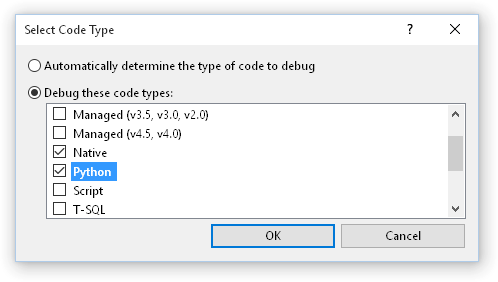 Select Code Type
Automatically determine the type of code to debug
Debug these code types:
Managed (v3.5, v3.0, v2.0)
Managed (v4.5, v4.0)
Native
Python
Script
T-SQL
OK Cancel